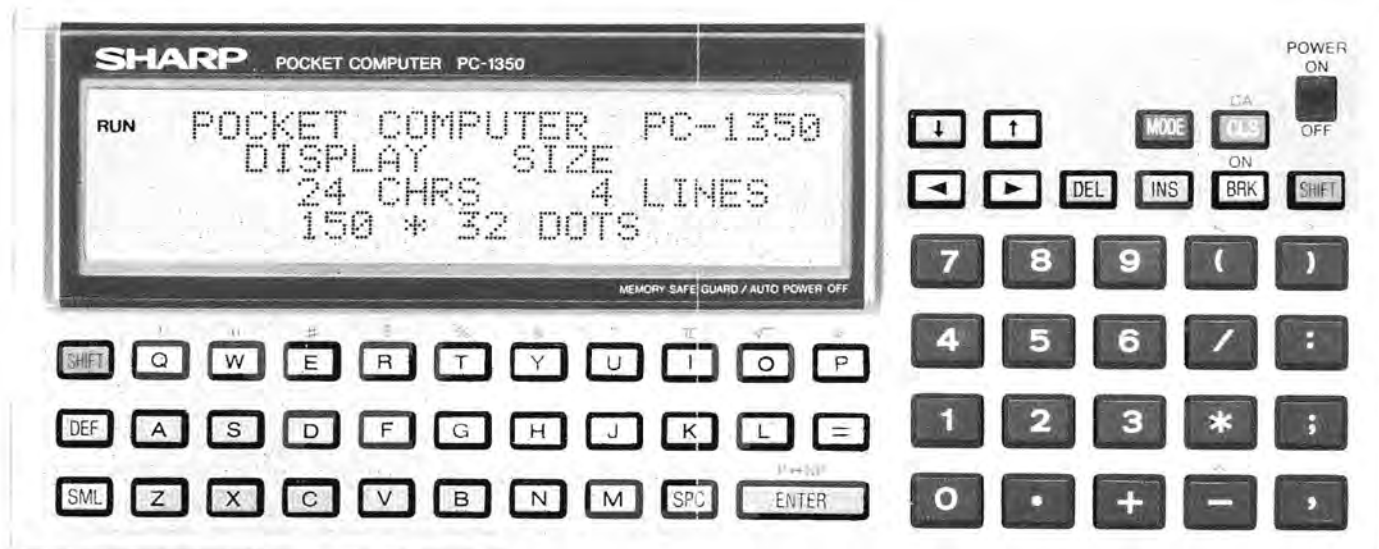 SHARP POCKET COMPUTER PC-1350
RUN
POCKET COMPUTER PC-1350
DISPLAY SIZE
24 CHRS 4 LINES
150 * 32 DOTS
MEMORY SAFE GUARD / AUTO POWER OFF
POWER
ON
OFF
CA
↓ ↑ MODE CLS
ON
◄ ► DEL INS BRK SHIFT
7 8 9 ( )
4 5 6 / :
1 2 3 * ;
0 . + - ,
! " # $ % & π √
SHIFT Q W E R T Y U I O P
DEF A S D F G H J K L =
P↔NP
SML Z X C V B N M SPC ENTER